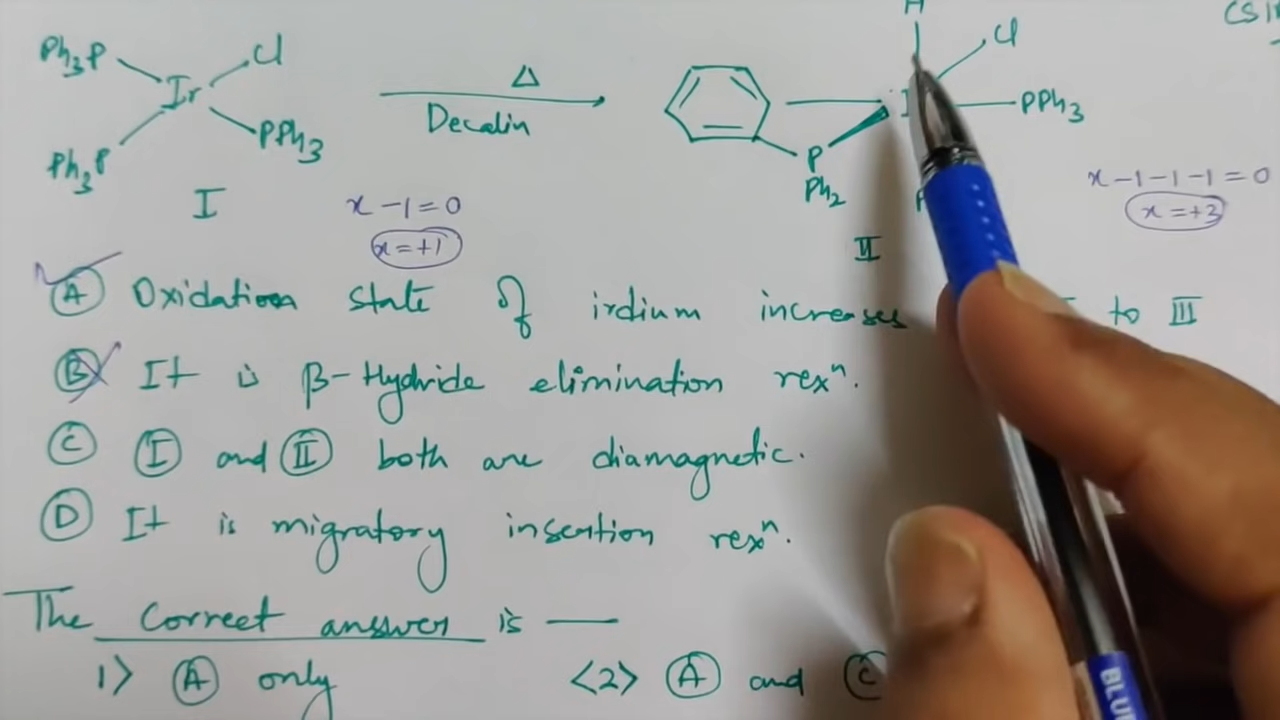 H
CSI
Ph3P Cl Cl
Ir Δ PPh3
Ph3P PPh3 Decalin P
Ph2
I II
x-1=0 x-1-1-1=0
x=+1 x=+3
A Oxidation state of irdium increases to III
B It is β-Hydride elimination rexn.
C I and II both are diamagnetic.
D It is migratory insertion rexn.
The correct answer is —
1> A only <2> A and C